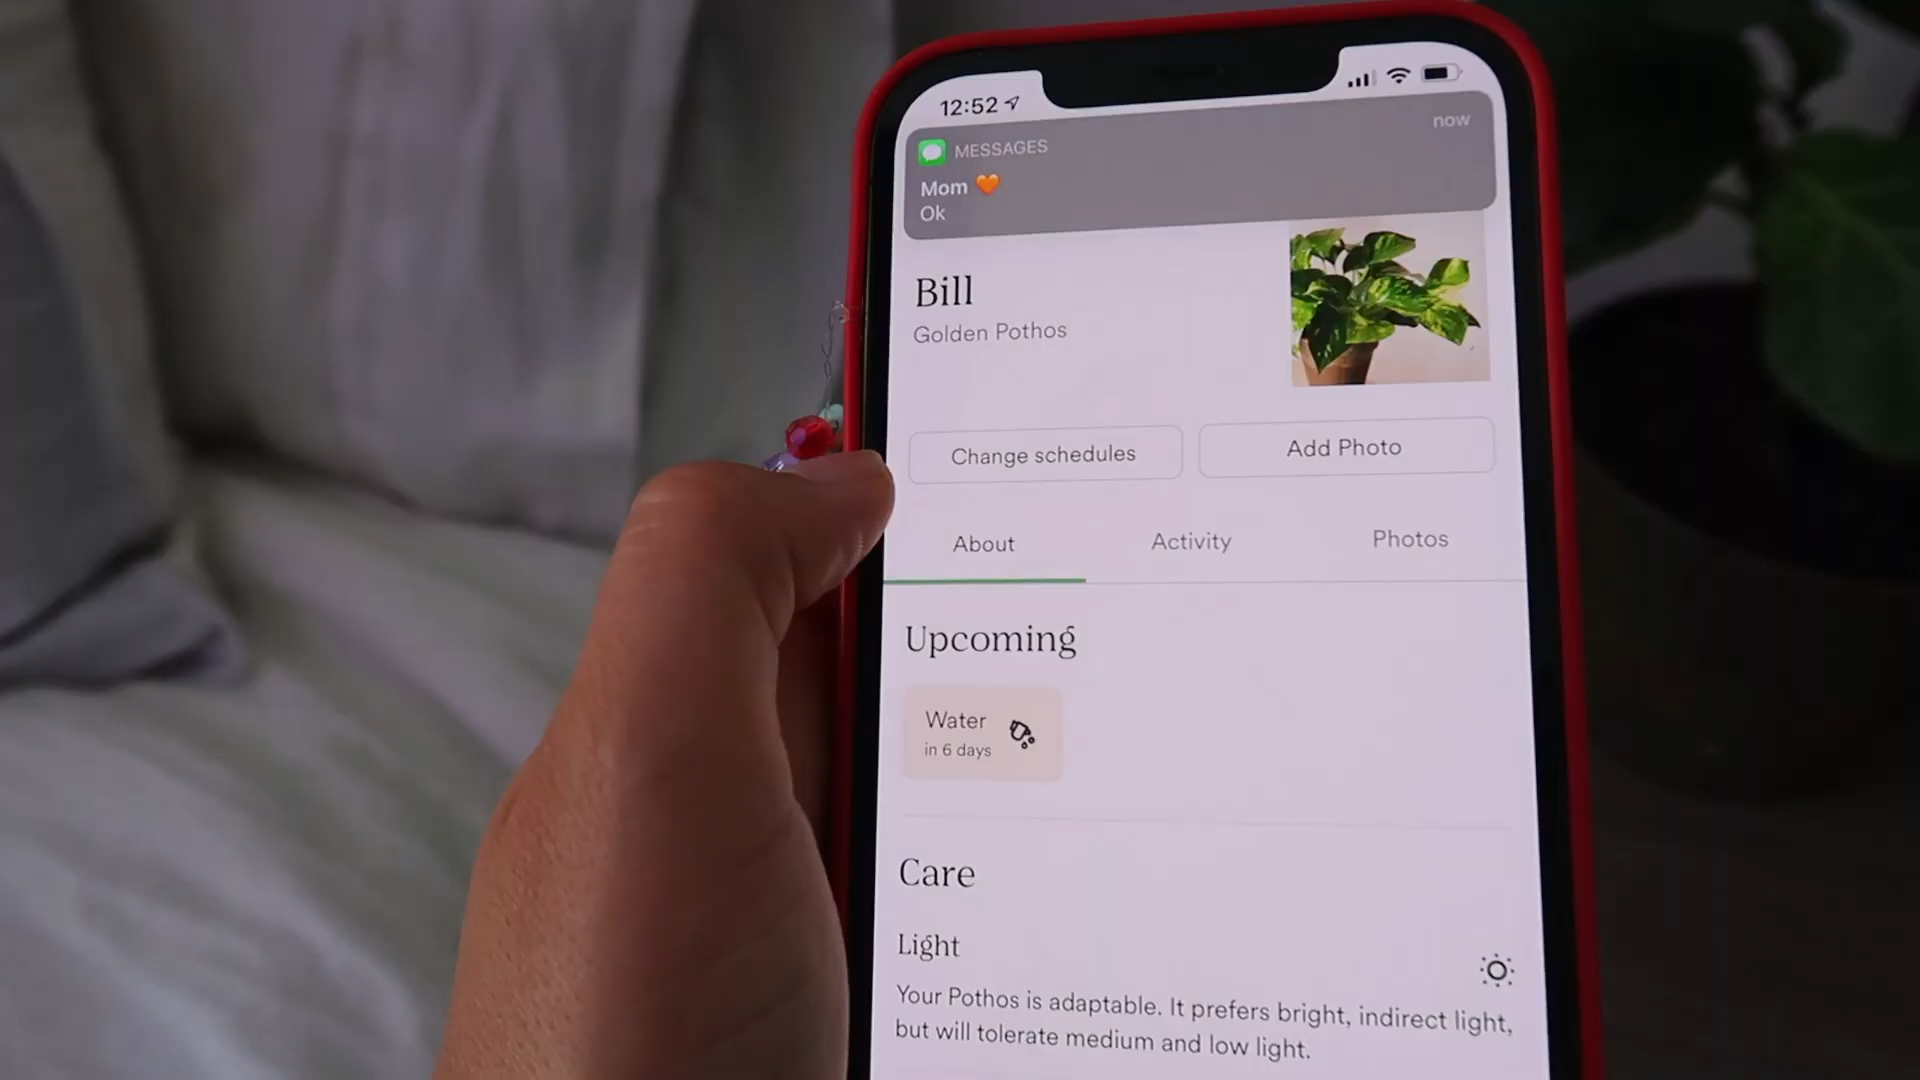 12:52
MESSAGES
now
Mom 🧡
Ok
Bill
Golden Pothos
Change schedules
Add Photo
About
Activity
Photos
Upcoming
Water
in 6 days
Care
Light
Your Pothos is adaptable. It prefers bright, indirect light,
but will tolerate medium and low light.